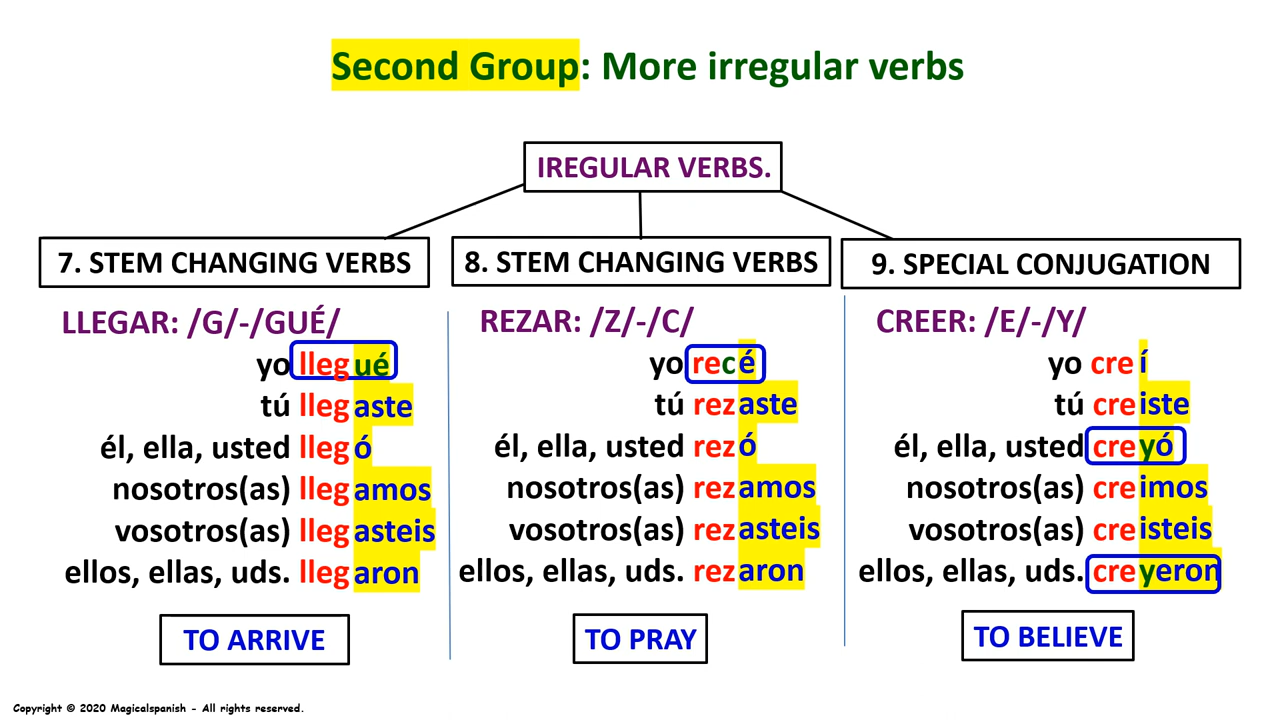 Second Group: More irregular verbs
IREGULAR VERBS.
7. STEM CHANGING VERBS
LLEGAR: /G/-/GUÉ/
yo llegué
tú llegaste
él, ella, usted llegó
nosotros(as) llegamos
vosotros(as) llegasteis
ellos, ellas, uds. llegaron
TO ARRIVE
8. STEM CHANGING VERBS
REZAR: /Z/-/C/
yo recé
tú rezaste
él, ella, usted rezó
nosotros(as) rezamos
vosotros(as) rezasteis
ellos, ellas, uds. rezaron
TO PRAY
9. SPECIAL CONJUGATION
CREER: /E/-/Y/
yo creí
tú creiste
él, ella, usted creyó
nosotros(as) creimos
vosotros(as) creisteis
ellos, ellas, uds. creyeron
TO BELIEVE
Copyright © 2020 Magicalspanish - All rights reserved.